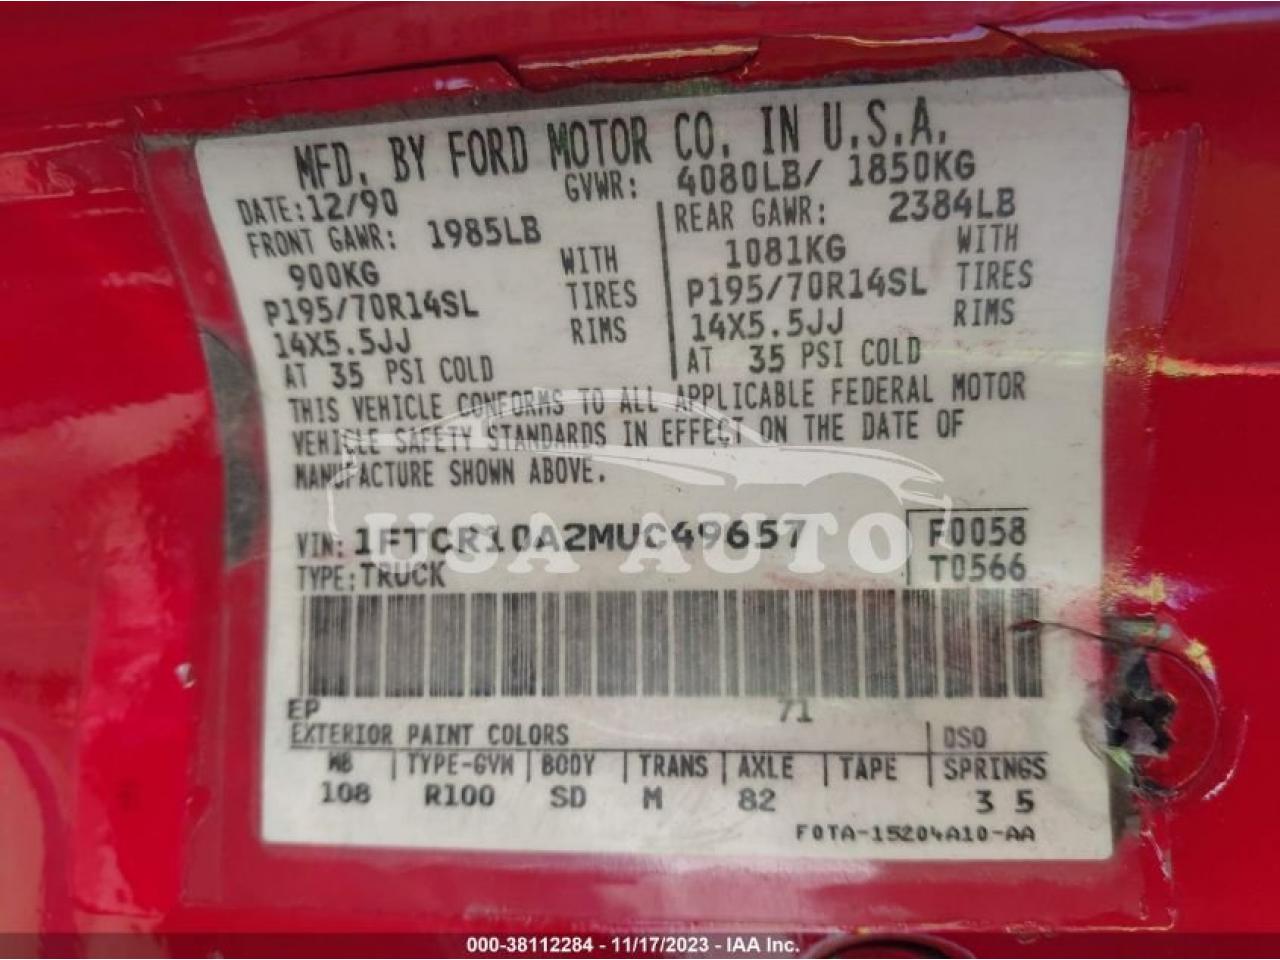 MFD. BY FORD MOTOR CO. IN U.S.A.
DATE: 12/90 GVWR: 4080LB/ 1850KG
FRONT GAWR: 1985LB REAR GAWR: 2384LB
900KG WITH 1081KG WITH
P195/70R14SL TIRES P195/70R14SL TIRES
14X5.5JJ RIMS 14X5.5JJ RIMS
AT 35 PSI COLD AT 35 PSI COLD
THIS VEHICLE CONFORMS TO ALL APPLICABLE FEDERAL MOTOR
VEHICLE SAFETY STANDARDS IN EFFECT ON THE DATE OF
MANUFACTURE SHOWN ABOVE.
USA AUTO
VIN: 1FTCR10A2MUC49657 F0058
TYPE: TRUCK T0566
EP 71
EXTERIOR PAINT COLORS DSO
WB TYPE-GVW BODY TRANS AXLE TAPE SPRINGS
108 R100 SD M 82 3 5
F0TA-15204A10-AA
000-38112284 - 11/17/2023 - IAA Inc.